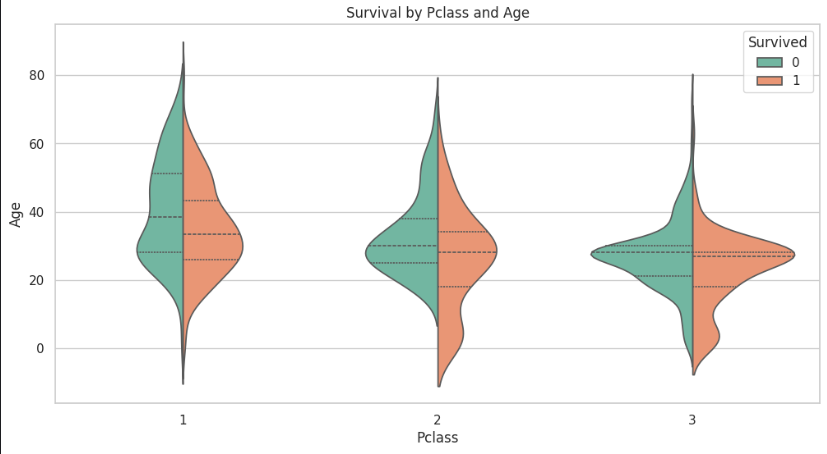 Survival by Pclass and Age
Survived
0
1
80
60
40
20
0
Age
1 2 3
Pclass